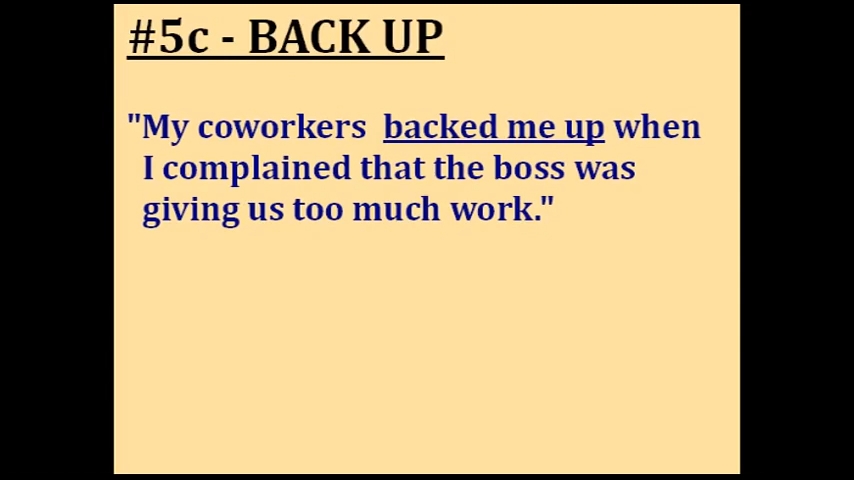 #5c - BACK UP
"My coworkers backed me up when
I complained that the boss was
giving us too much work."